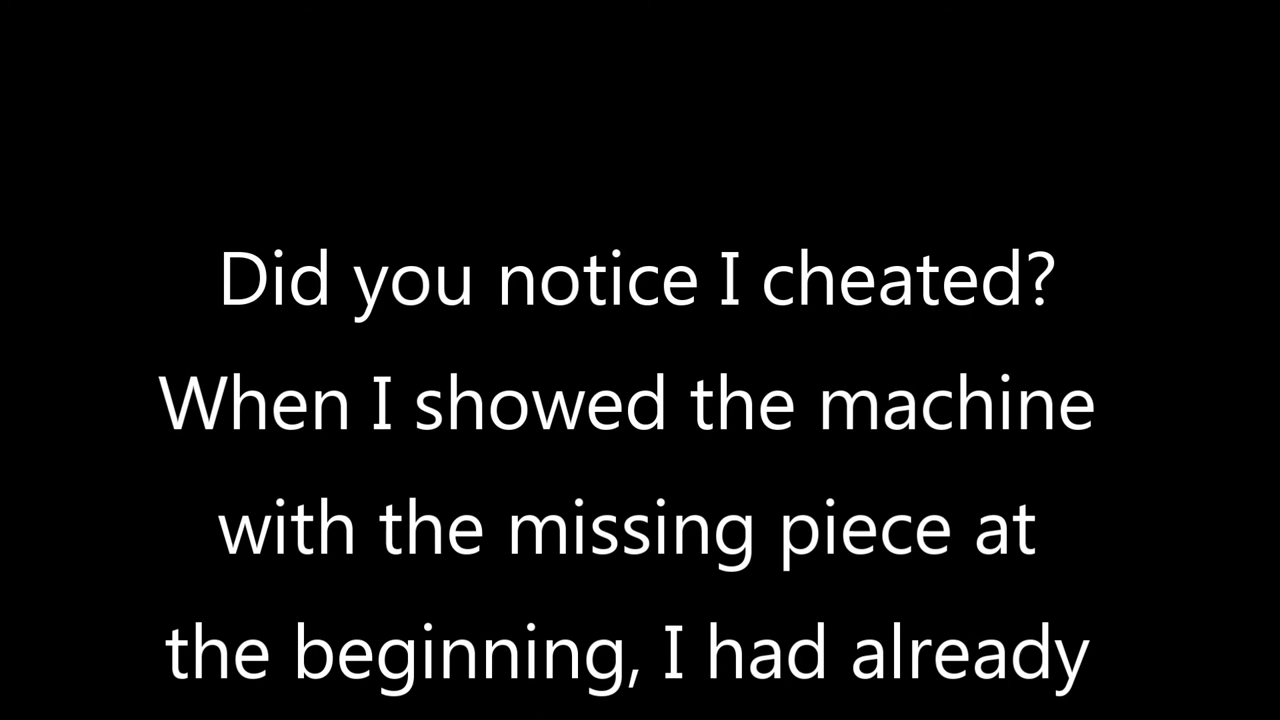 Did you notice I cheated?
When I showed the machine
with the missing piece at
the beginning, I had already